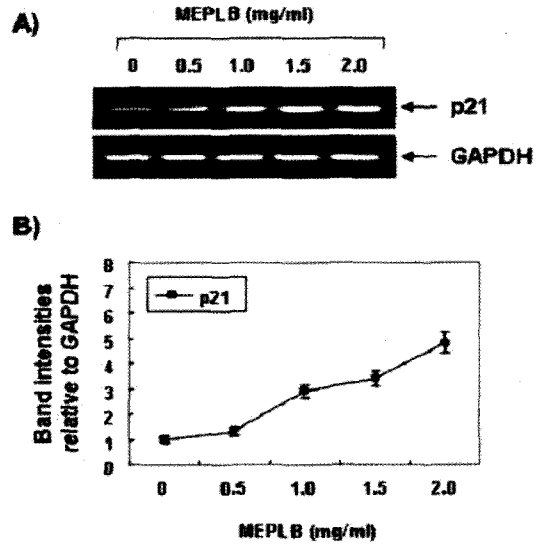 A)
MEPLB (mg/ml)
0 0.5 1.0 1.5 2.0
p21
GAPDH
B)
Band intensities
relative to GAPDH
8
7
6
5
4
3
2
1
0
p21
0 0.5 1.0 1.5 2.0
MEPLB (mg/ml)